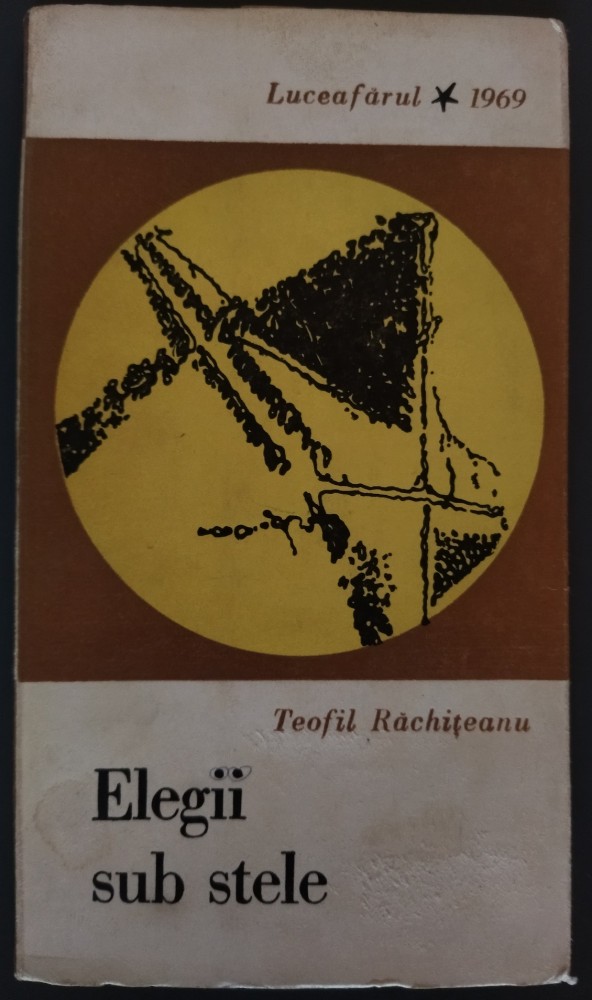 Luceafărul ★ 1969
Teofil Răchițeanu
Elegii
sub stele